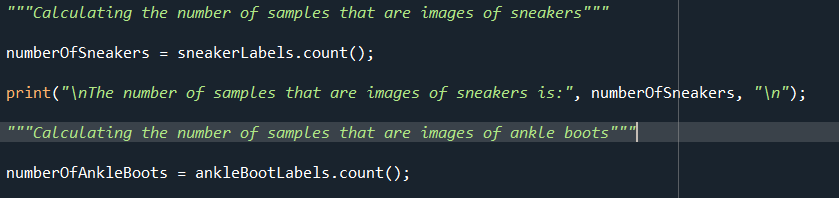 """Calculating the number of samples that are images of sneakers"""
numberOfSneakers = sneakerLabels.count();
print("\nThe number of samples that are images of sneakers is:", numberOfSneakers, "\n");
"""Calculating the number of samples that are images of ankle boots"""
numberOfAnkleBoots = ankleBootLabels.count();